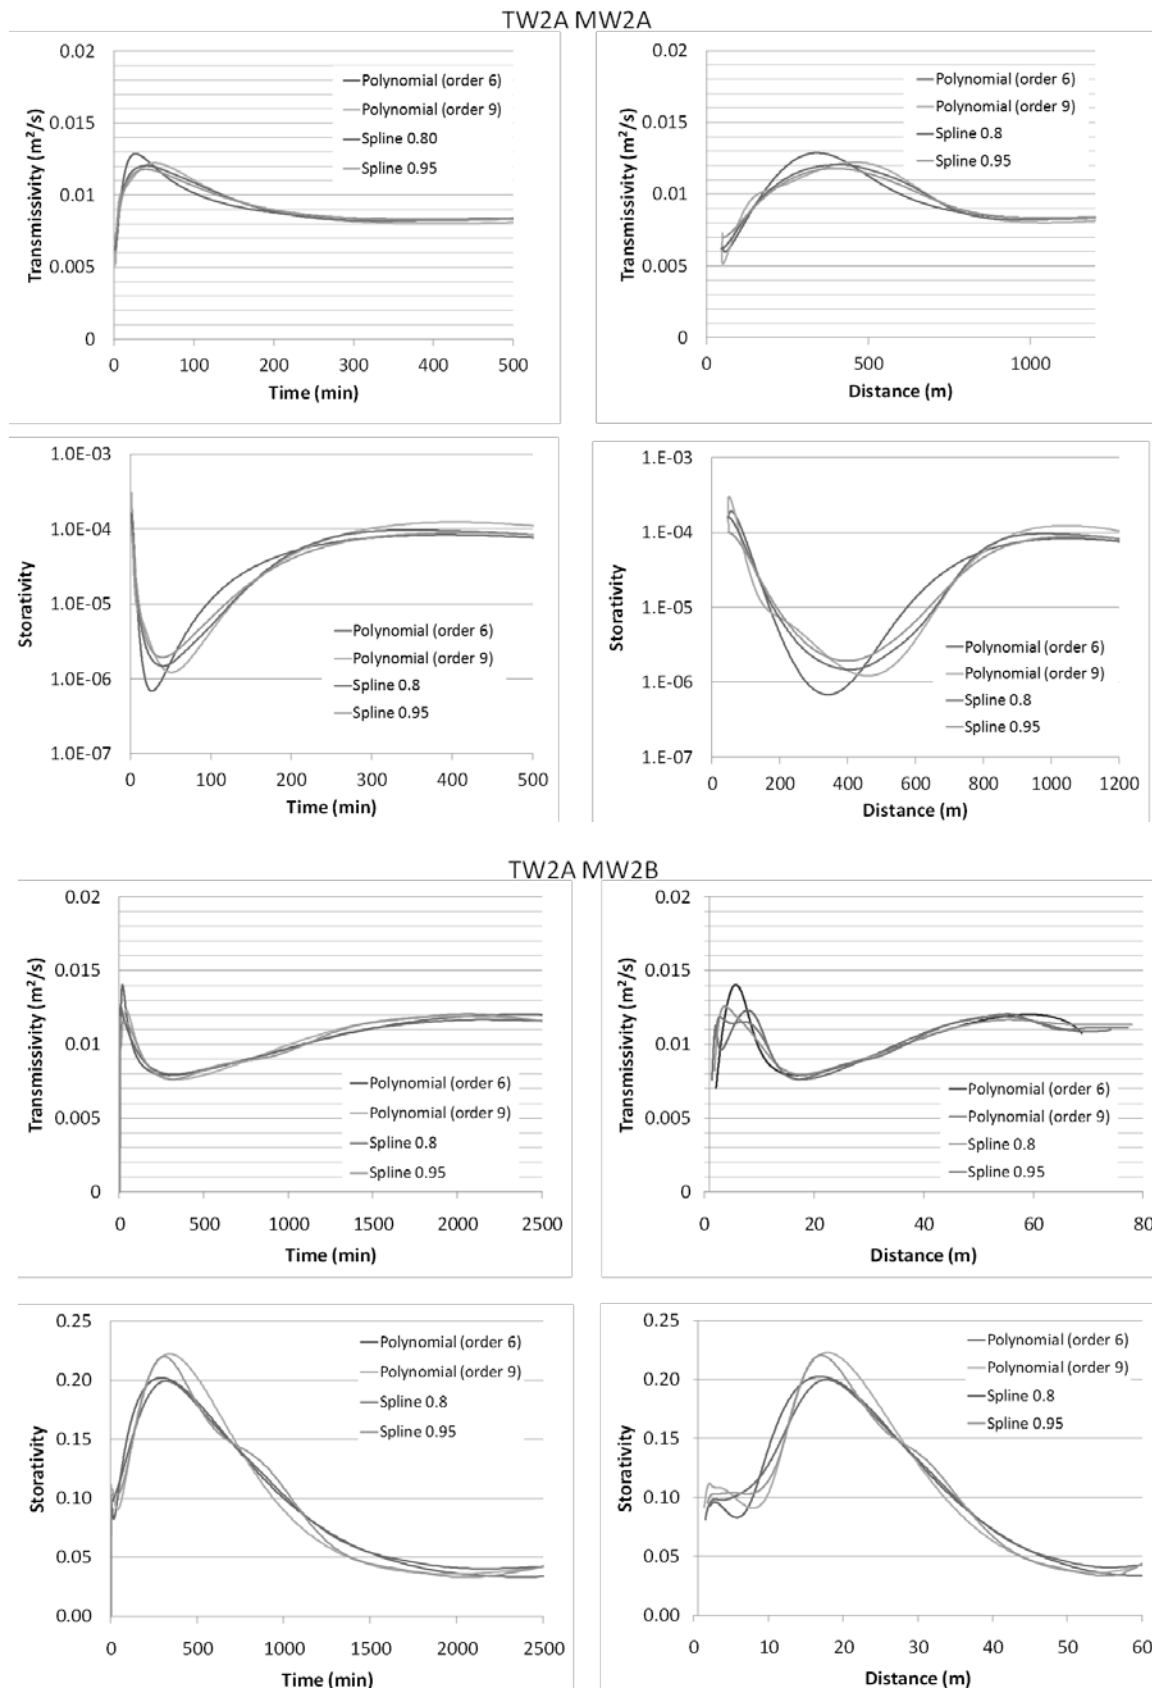 TW2A MW2A
0.02
0.015
0.01
0.005
0
Transmissivity (m²/s)
Polynomial (order 6)
Polynomial (order 9)
Spline 0.80
Spline 0.95
0 100 200 300 400 500
Time (min)
0.02
0.015
0.01
0.005
0
Transmissivity (m²/s)
Polynomial (order 6)
Polynomial (order 9)
Spline 0.8
Spline 0.95
0 500 1000
Distance (m)
1.0E-03
1.0E-04
1.0E-05
1.0E-06
1.0E-07
Storativity
Polynomial (order 6)
Polynomial (order 9)
Spline 0.8
Spline 0.95
0 100 200 300 400 500
Time (min)
1.E-03
1.E-04
1.E-05
1.E-06
1.E-07
Storativity
Polynomial (order 6)
Polynomial (order 9)
Spline 0.8
Spline 0.95
0 200 400 600 800 1000 1200
Distance (m)
TW2A MW2B
0.02
0.015
0.01
0.005
0
Transmissivity (m²/s)
Polynomial (order 6)
Polynomial (order 9)
Spline 0.8
Spline 0.95
0 500 1000 1500 2000 2500
Time (min)
0.02
0.015
0.01
0.005
0
Transmissivity (m²/s)
Polynomial (order 6)
Polynomial (order 9)
Spline 0.8
Spline 0.95
0 20 40 60 80
Distance (m)
0.25
0.20
0.15
0.10
0.05
0.00
Storativity
Polynomial (order 6)
Polynomial (order 9)
Spline 0.8
Spline 0.95
0 500 1000 1500 2000 2500
Time (min)
0.25
0.20
0.15
0.10
0.05
0.00
Storativity
Polynomial (order 6)
Polynomial (order 9)
Spline 0.8
Spline 0.95
0 10 20 30 40 50 60
Distance (m)